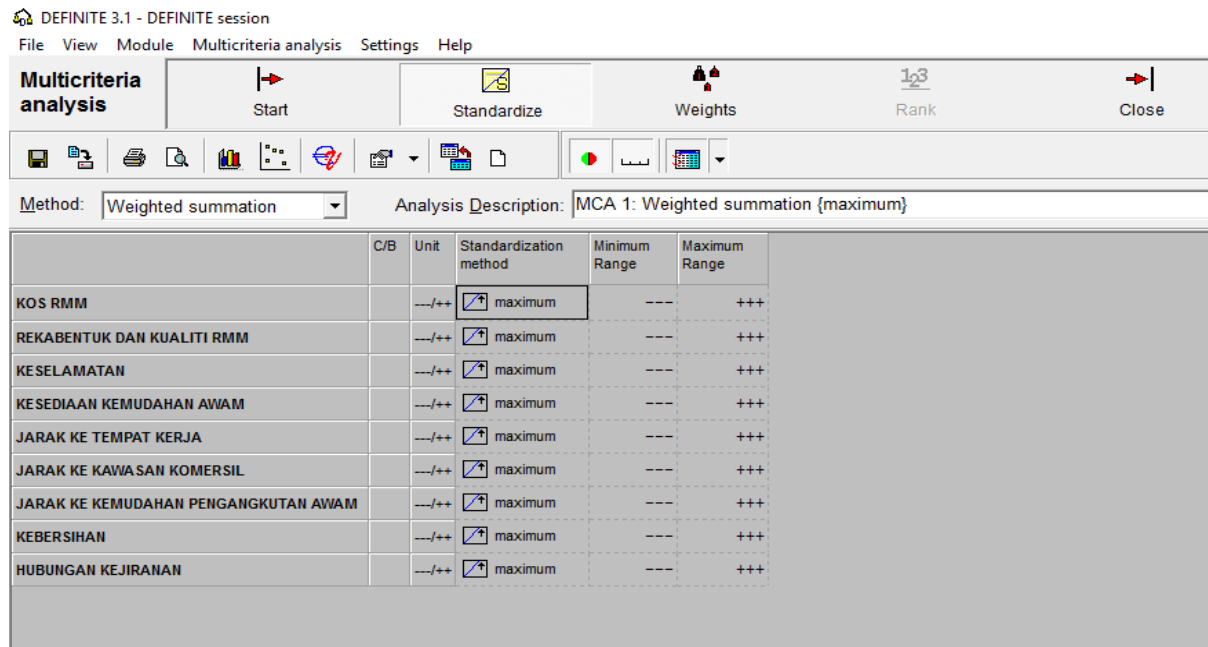 DEFINITE 3.1 - DEFINITE session
File View Module Multicriteria analysis Settings Help
Multicriteria analysis
Start Standardize Weights 123 Rank Close
Method: Weighted summation Analysis Description: MCA 1: Weighted summation {maximum}
C/B Unit Standardization method Minimum Range Maximum Range
KOS RMM ---/++ maximum --- +++
REKABENTUK DAN KUALITI RMM ---/++ maximum --- +++
KESELAMATAN ---/++ maximum --- +++
KESEDIAAN KEMUDAHAN AWAM ---/++ maximum --- +++
JARAK KE TEMPAT KERJA ---/++ maximum --- +++
JARAK KE KAWASAN KOMERSIL ---/++ maximum --- +++
JARAK KE KEMUDAHAN PENGANGKUTAN AWAM ---/++ maximum --- +++
KEBERSIHAN ---/++ maximum --- +++
HUBUNGAN KEJIRANAN ---/++ maximum --- +++